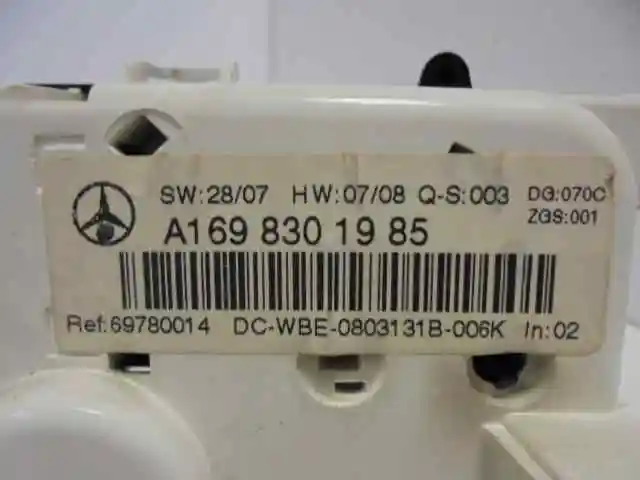 SW:28/07 HW:07/08 Q-S:003 DG:070C
ZGS:001
A169 830 19 85
Ref:69780014 DC-WBE-0803131B-006K In:02